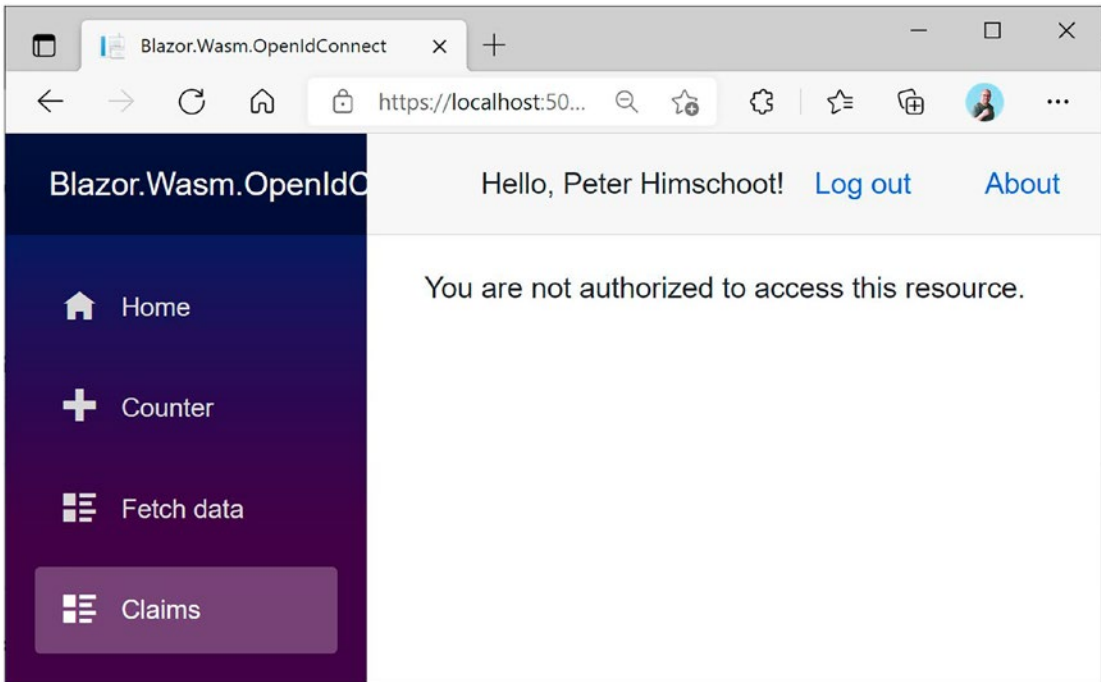 Blazor.Wasm.OpenIdConnect
https://localhost:50...
Blazor.Wasm.OpenIdC
Hello, Peter Himschoot! Log out About
Home
You are not authorized to access this resource.
Counter
Fetch data
Claims